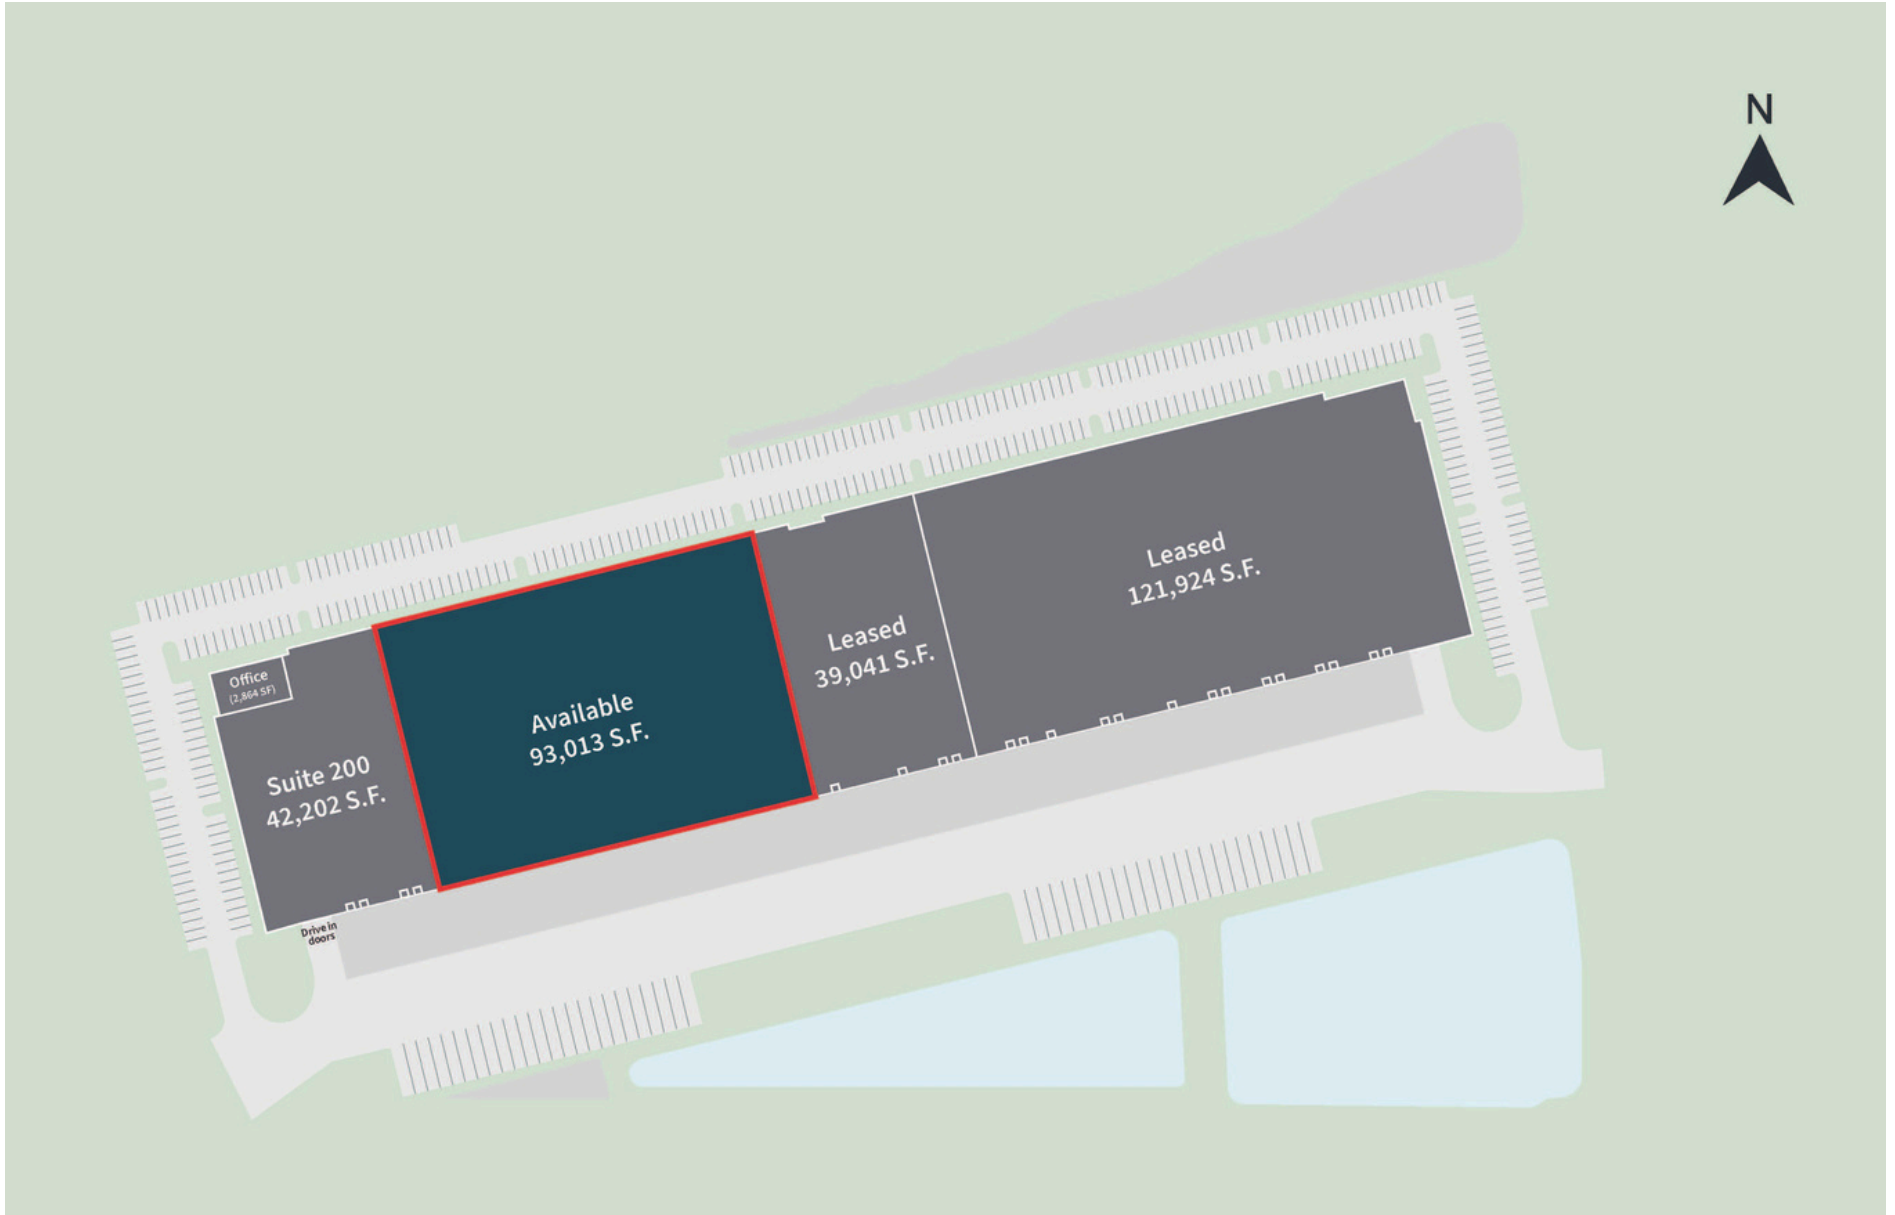 N
Leased
121,924 S.F.
Leased
39,041 S.F.
Available
93,013 S.F.
Office
(2,864 SF)
Suite 200
42,202 S.F.
Drive in
doors